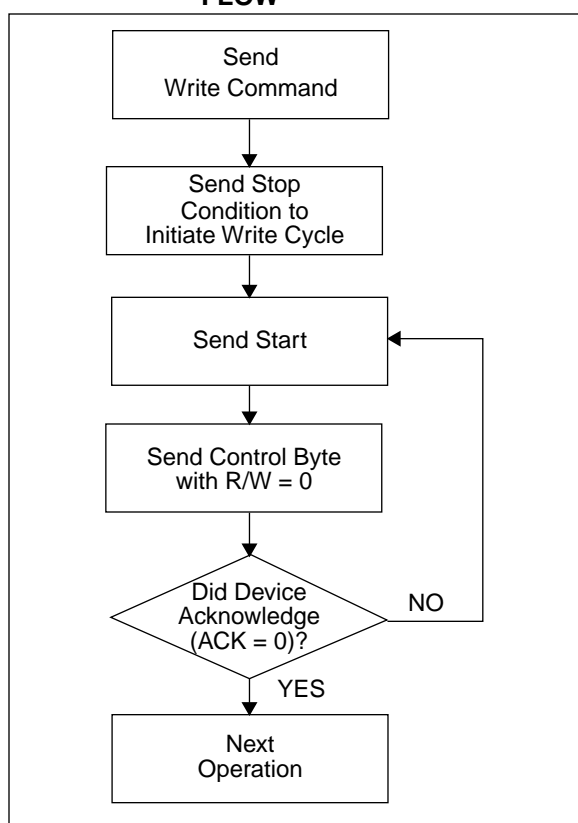 FLOW
Send
Write Command
Send Stop
Condition to
Initiate Write Cycle
Send Start
Send Control Byte
with R/W = 0
Did Device
Acknowledge
(ACK = 0)?
NO
YES
Next
Operation